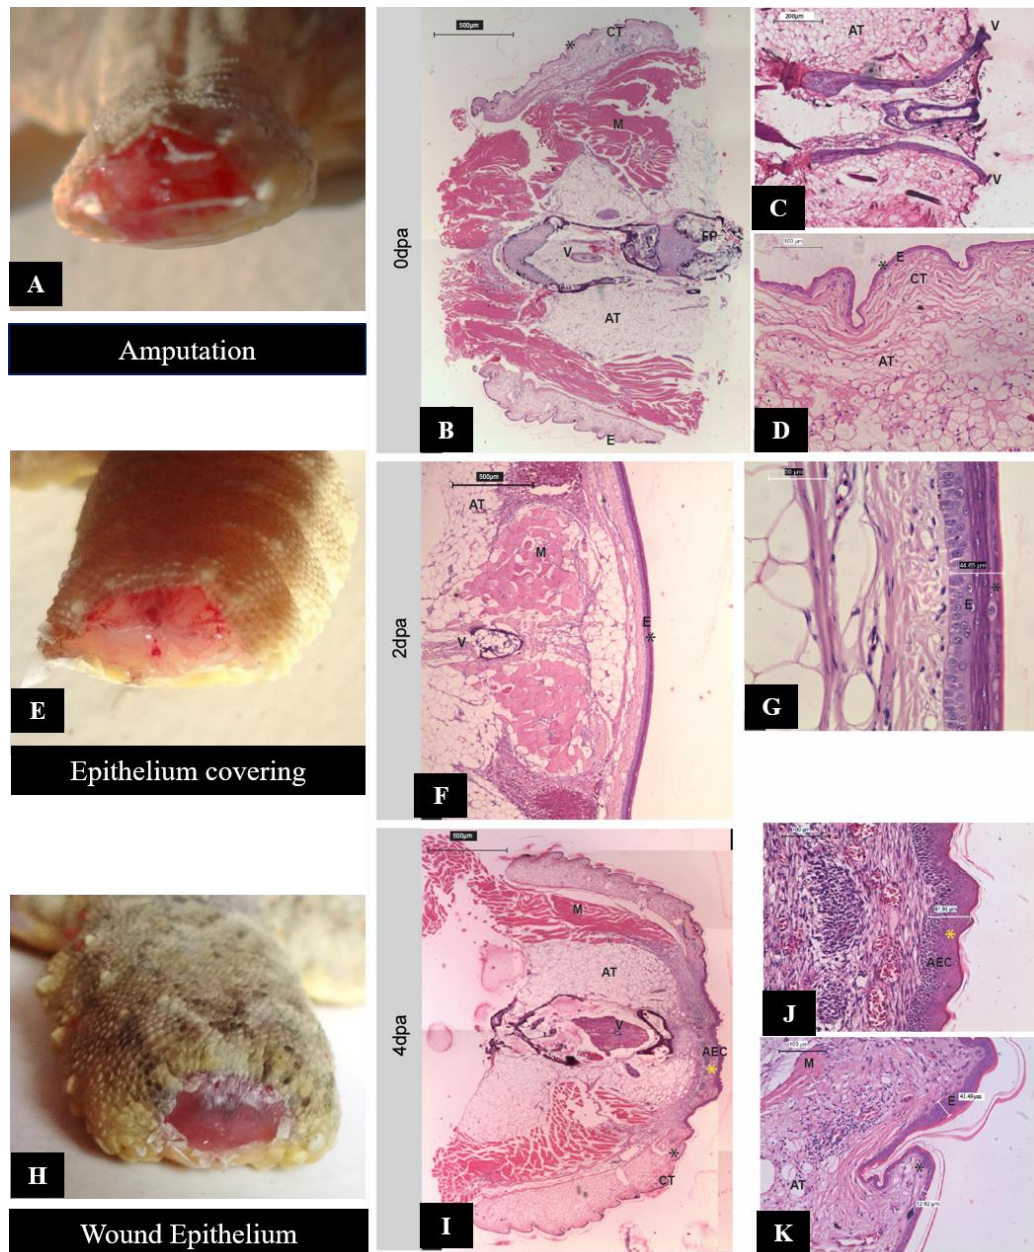 A
Amputation
0dpa
500µm
CT
*
M
V
FP
AT
B
E
200µm
AT
V
V
C
E
*
CT
AT
D
E
Epithelium covering
2dpa
500µm
AT
M
V
E
*
F
44.65 µm
E
*
G
H
Wound Epithelium
4dpa
500µm
M
AT
V
AEC
*
*
CT
I
*
AEC
J
M
E
41.49µm
*
AT
K